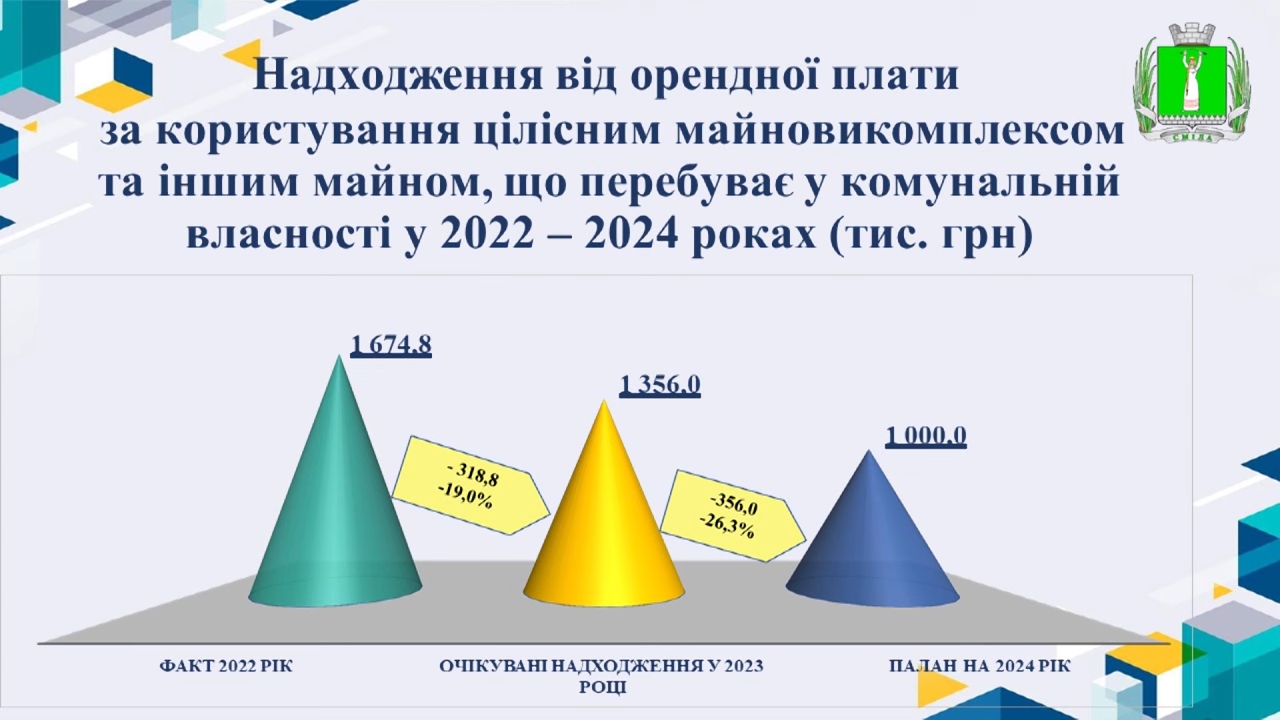 Надходження від орендної плати
за користування цілісним майновикомплексом
та іншим майном, що перебуває у комунальній
власності у 2022 – 2024 роках (тис. грн)
СМІЛА
1 674,8
1 356,0
1 000,0
- 318,8
-19,0%
-356,0
-26,3%
ФАКТ 2022 РІК
ОЧІКУВАНІ НАДХОДЖЕННЯ У 2023
РОЦІ
ПАЛАН НА 2024 РІК